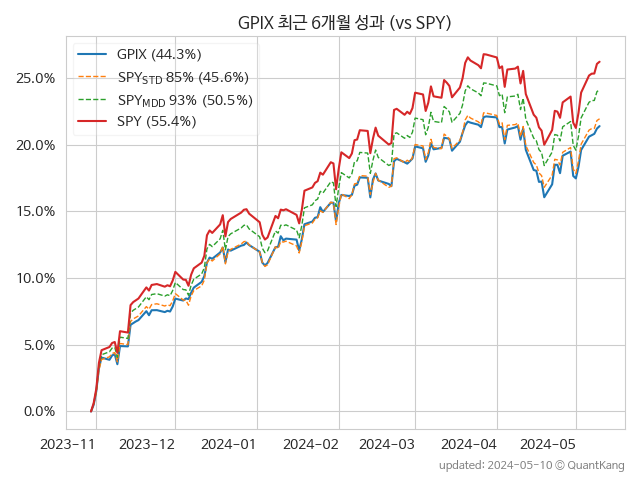 GPIX 최근 6개월 성과 (vs SPY)
GPIX (44.3%)
SPY_STD 85% (45.6%)
SPY_MDD 93% (50.5%)
SPY (55.4%)
25.0%
20.0%
15.0%
10.0%
5.0%
0.0%
2023-11 2023-12 2024-01 2024-02 2024-03 2024-04 2024-05
updated: 2024-05-10 © QuantKang